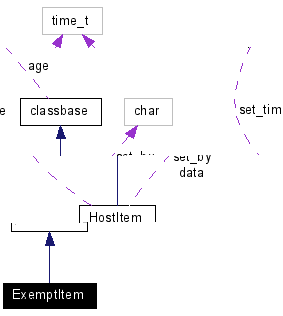 time_t
age
classbase
char
set_tim
set_by
data
HostItem
ExemptItem